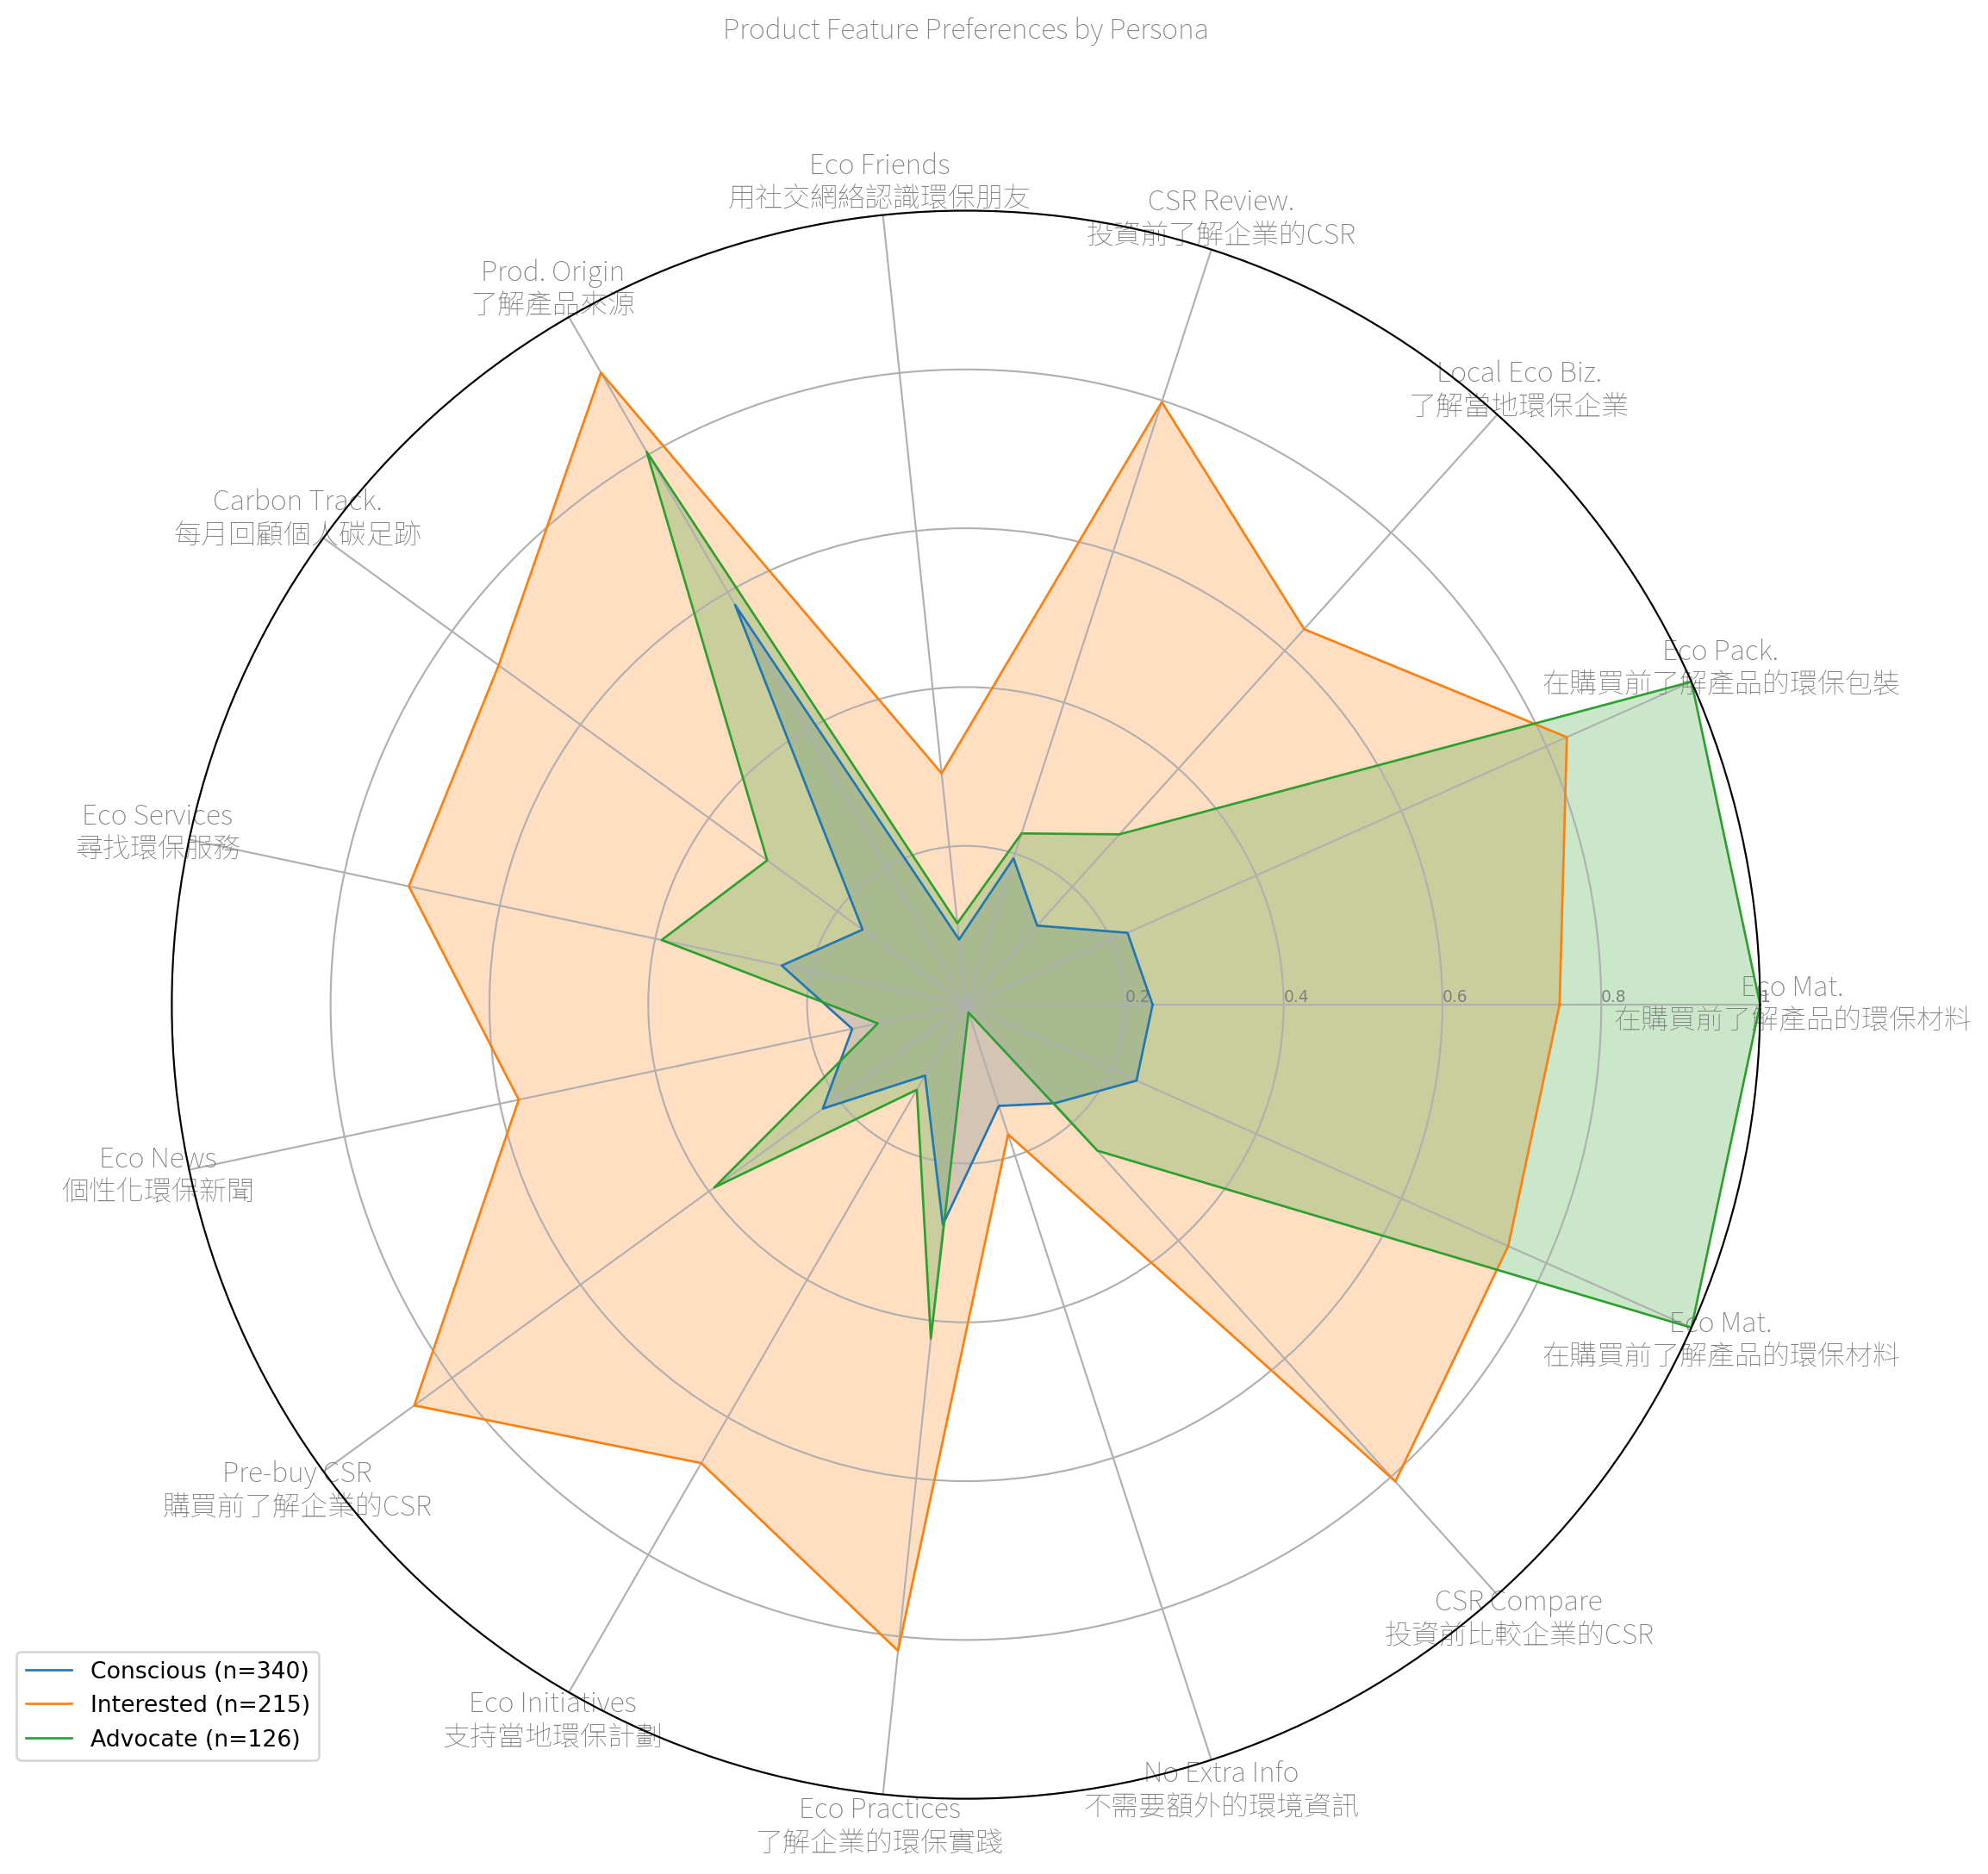 Product Feature Preferences by Persona
Eco Friends
用社交網絡認識環保朋友
CSR Review.
投資前了解企業的CSR
Prod. Origin
了解產品來源
Local Eco Biz.
了解當地環保企業
Carbon Track.
每月回顧個人碳足跡
Eco Pack.
在購買前了解產品的環保包裝
Eco Services
尋找環保服務
0.2
0.4
0.6
0.8
1
Eco Mat.
在購買前了解產品的環保材料
Eco News
個性化環保新聞
Eco Mat.
在購買前了解產品的環保材料
Pre-buy CSR
購買前了解企業的CSR
CSR Compare
投資前比較企業的CSR
Eco Initiatives
支持當地環保計劃
No Extra Info
不需要額外的環境資訊
Eco Practices
了解企業的環保實踐
Conscious (n=340)
Interested (n=215)
Advocate (n=126)